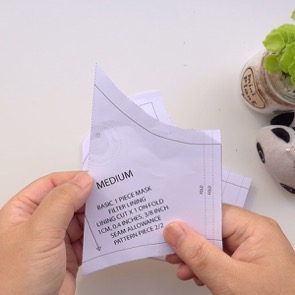 MEDIUM
BASIC 1 PIECE MASK
FILTER LINING
LINING CUT X 1 ON FOLD
1CM, 0.4 INCHES, 3/8 INCH
SEAM ALLOWANCE
PATTERN PIECE 2/2
FOLD
FOLD